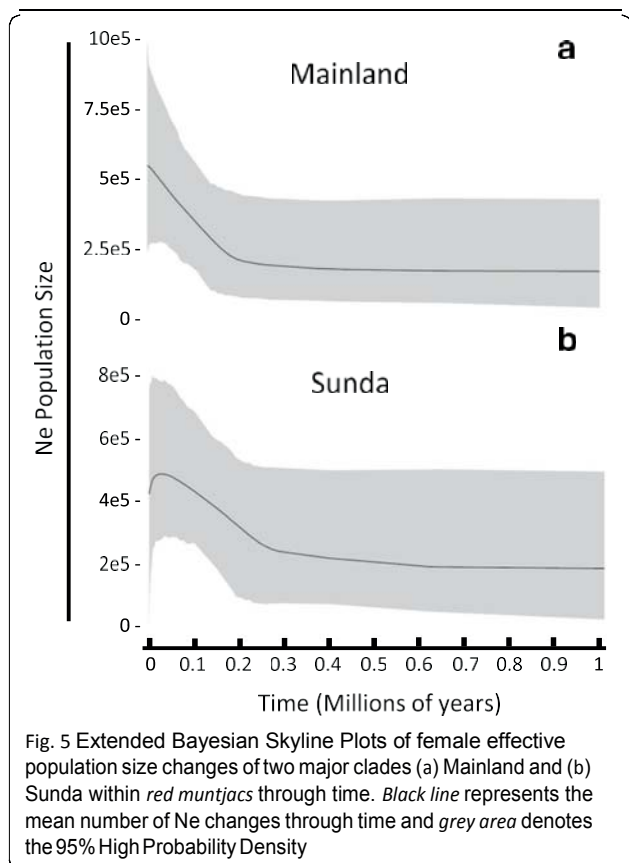 a
Mainland
10e5 -
7.5e5 -
5e5 -
2.5e5 -
0 -
b
Sunda
8e5 -
6e5 -
4e5 -
2e5 -
0 -
Ne Population Size
0 0.1 0.2 0.3 0.4 0.5 0.6 0.7 0.8 0.9 1
Time (Millions of years)
Fig. 5 Extended Bayesian Skyline Plots of female effective
population size changes of two major clades (a) Mainland and (b)
Sunda within red muntjacs through time. Black line represents the
mean number of Ne changes through time and grey area denotes
the 95% High Probability Density